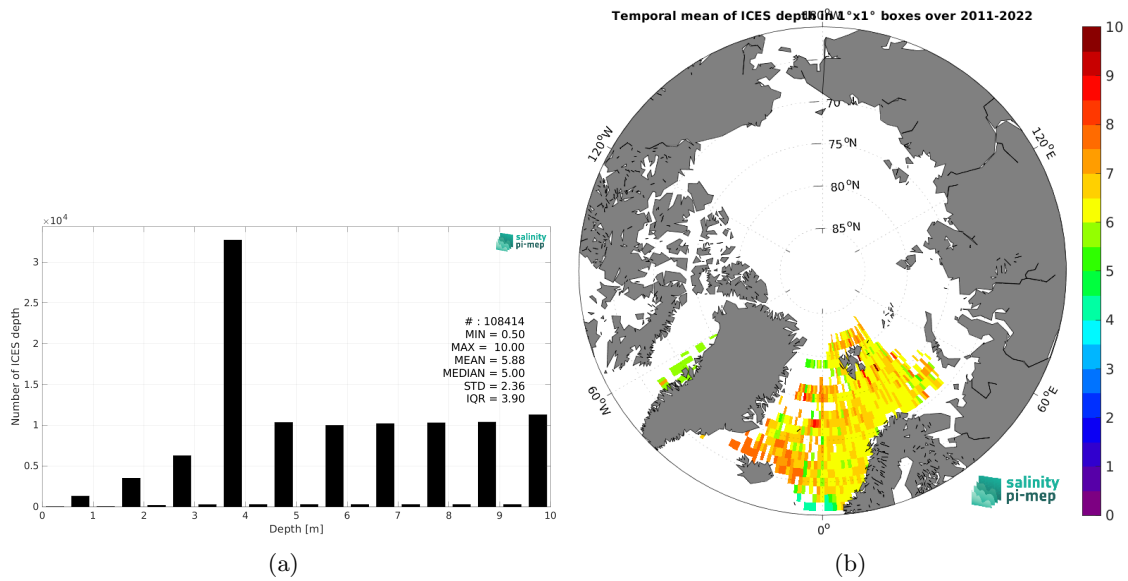 ×10⁴
3
2.5
2
1.5
1
0.5
0
Number of ICES depth
salinity
pi-mep
# : 108414
MIN = 0.50
MAX = 10.00
MEAN = 5.88
MEDIAN = 5.00
STD = 2.36
IQR = 3.90
0 1 2 3 4 5 6 7 8 9 10
Depth [m]
(a)
Temporal mean of ICES depth in 1°x1° boxes over 2011-2022
180°W
120°W
120°E
70°N
75°N
80°N
85°N
60°W
60°E
0°
salinity
pi-mep
10
9
8
7
6
5
4
3
2
1
0
(b)